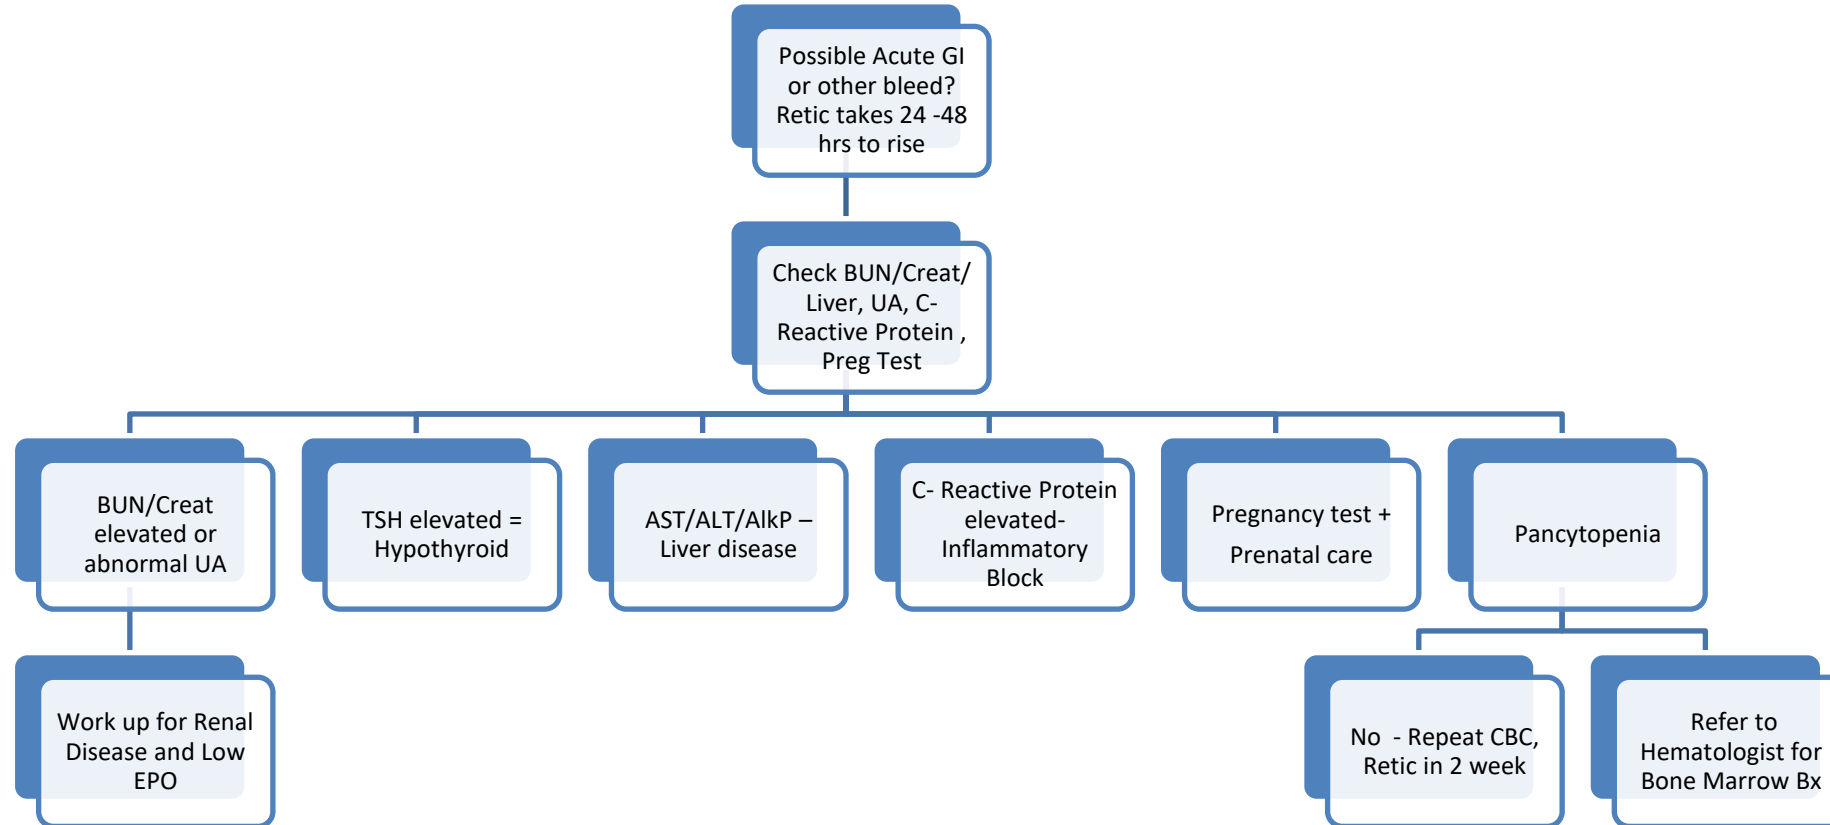 Possible Acute GI
or other bleed?
Retic takes 24 -48
hrs to rise
Check BUN/Creat/
Liver, UA, C-
Reactive Protein ,
Preg Test
BUN/Creat
elevated or
abnormal UA
TSH elevated =
Hypothyroid
AST/ALT/AlkP –
Liver disease
C- Reactive Protein
elevated-
Inflammatory
Block
Pregnancy test +
Prenatal care
Pancytopenia
Work up for Renal
Disease and Low
EPO
No  - Repeat CBC,
Retic in 2 week
Refer to
Hematologist for
Bone Marrow Bx